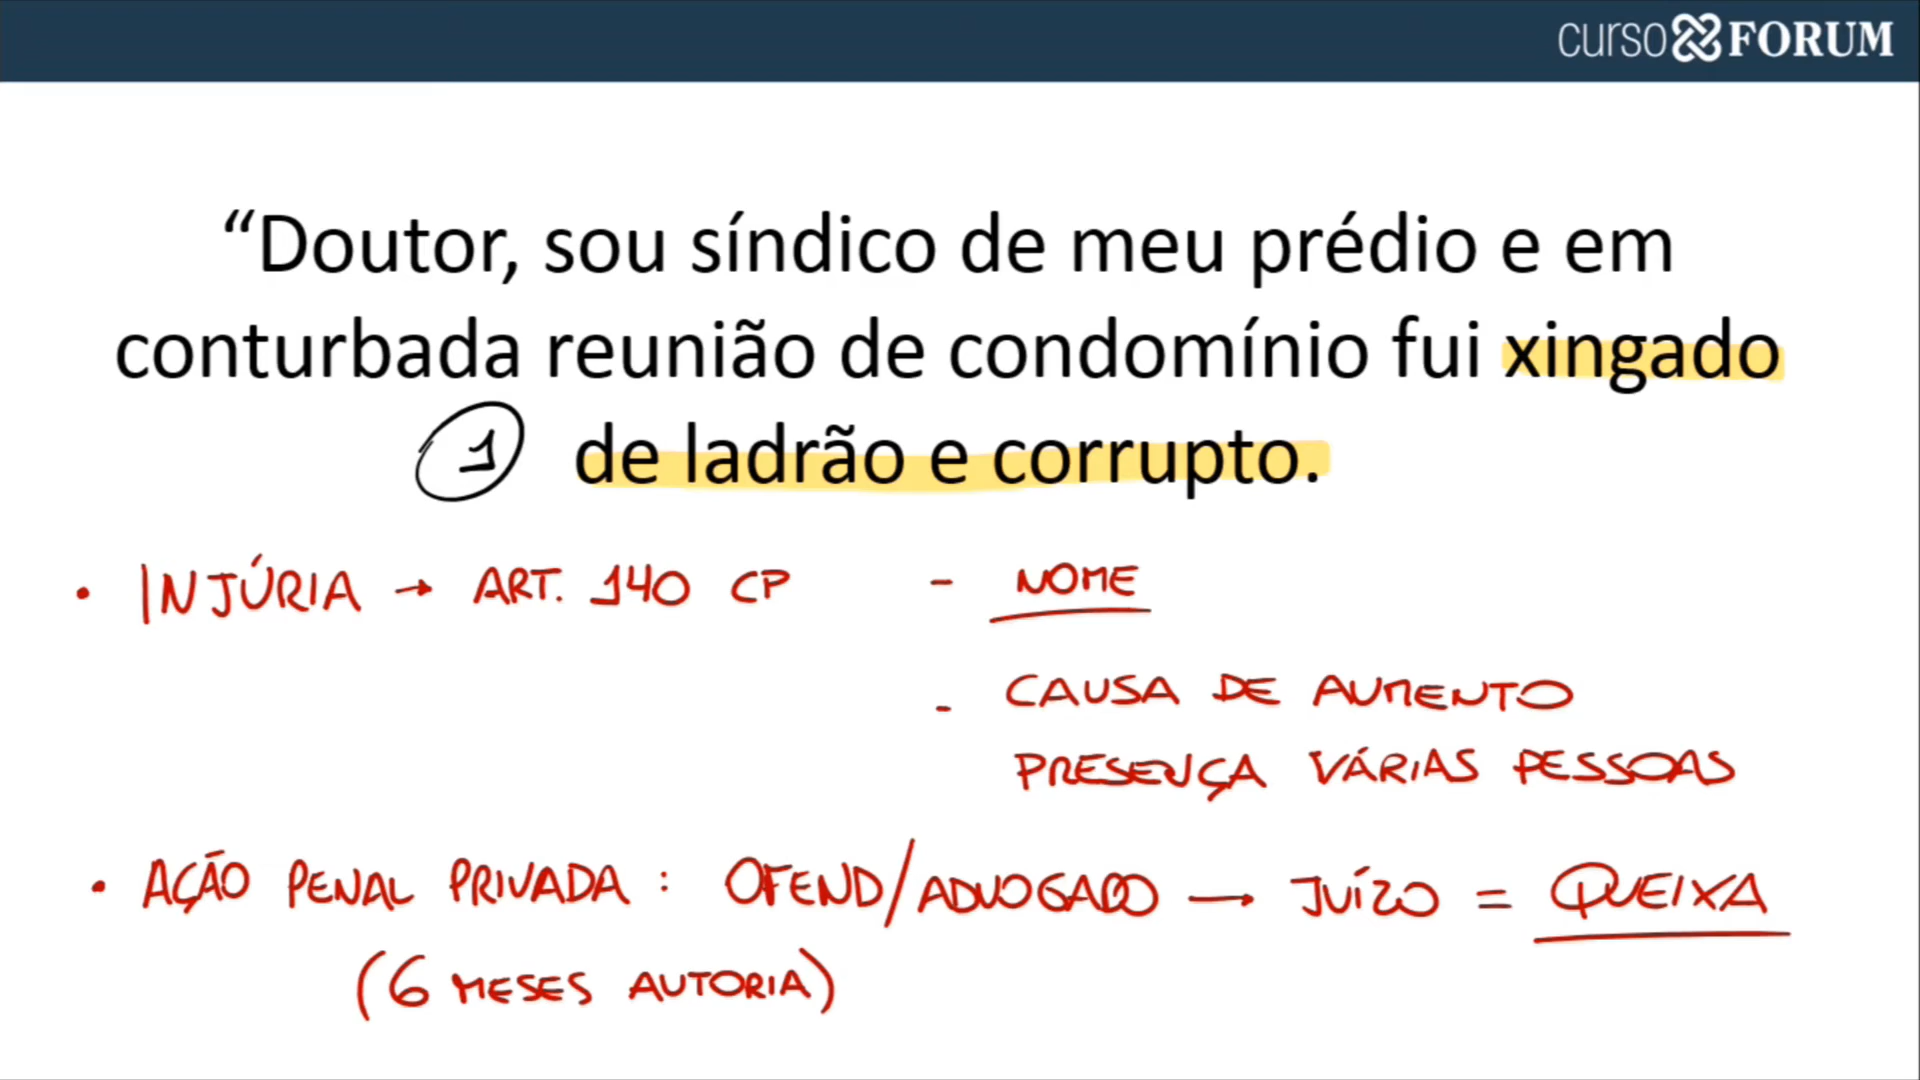 curso FORUM
“Doutor, sou síndico de meu prédio e em
conturbada reunião de condomínio fui xingado
1 de ladrão e corrupto.
• INJÚRIA → ART. 140 CP - NOME
- CAUSA DE AUMENTO
PRESENÇA VÁRIAS PESSOAS
• AÇÃO PENAL PRIVADA: OFEND/ADVOGADO → JUÍZO = QUEIXA
(6 MESES AUTORIA)